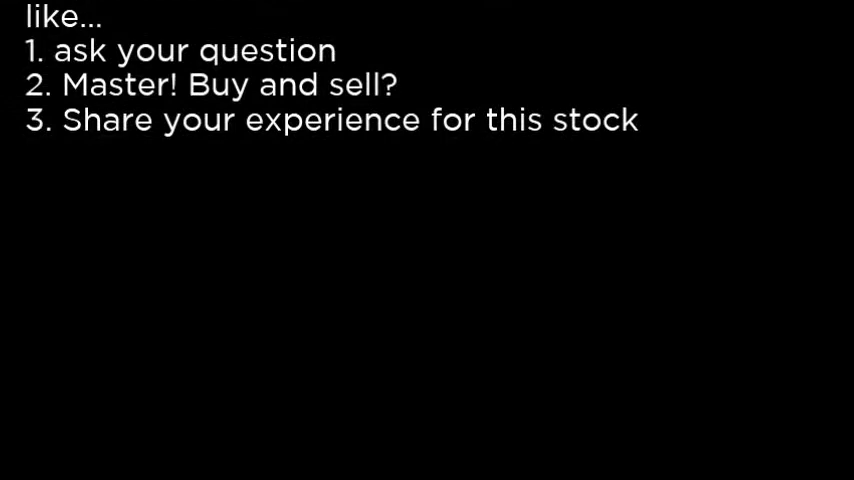 like...
1. ask your question
2. Master! Buy and sell?
3. Share your experience for this stock